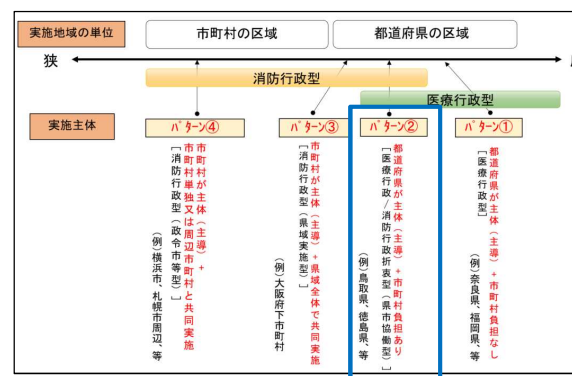 実施地域の単位
市町村の区域
都道府県の区域
狭
消防行政型
医療行政型
実施主体
パターン④
パターン③
パターン②
パターン①
都道府県が主体(主導)+市町村負担なし
[医療行政型]
(例)奈良県、福岡県、等
都道府県が主体(主導)+市町村負担あり
[医療行政/消防行政折衷型(県市協働型)]
(例)鳥取県、徳島県、等
市町村が主体(主導)+県域全体で共同実施
[消防行政型(県域実施型)]
(例)大阪府下市町村
市町村が主体(主導)+
市町村単独又は周辺市町村と共同実施
[消防行政型(政令市等型)]
(例)横浜市、札幌市周辺、等